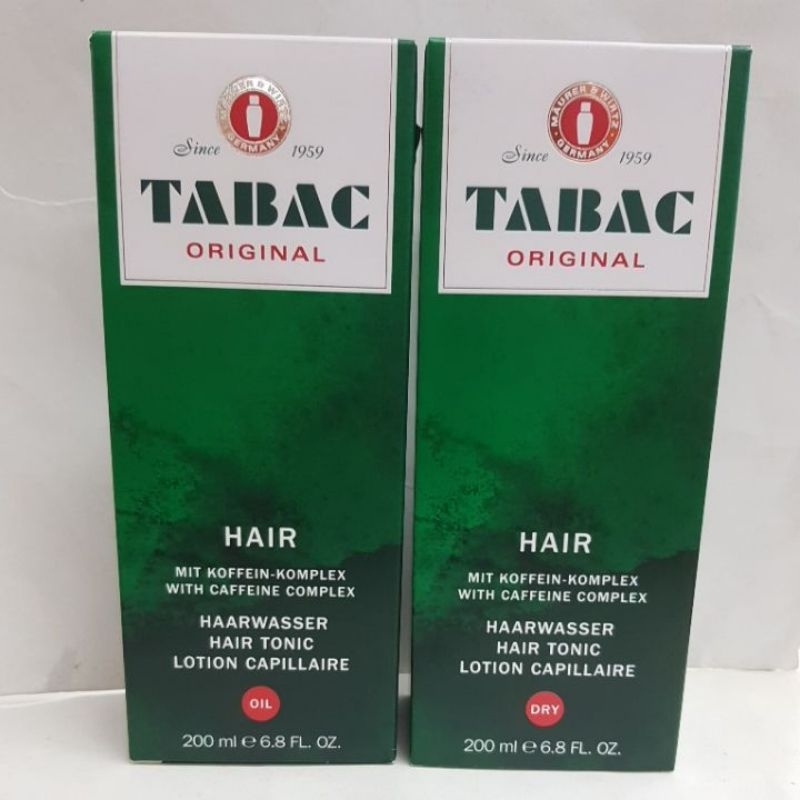 MÄURER & WIRTZ
GERMANY
Since 1959
TABAC
ORIGINAL
HAIR
MIT KOFFEIN-KOMPLEX
WITH CAFFEINE COMPLEX
HAARWASSER
HAIR TONIC
LOTION CAPILLAIRE
OIL
200 ml e 6.8 FL. OZ.
MÄURER & WIRTZ
GERMANY
Since 1959
TABAC
ORIGINAL
HAIR
MIT KOFFEIN-KOMPLEX
WITH CAFFEINE COMPLEX
HAARWASSER
HAIR TONIC
LOTION CAPILLAIRE
DRY
200 ml e 6.8 FL. OZ.